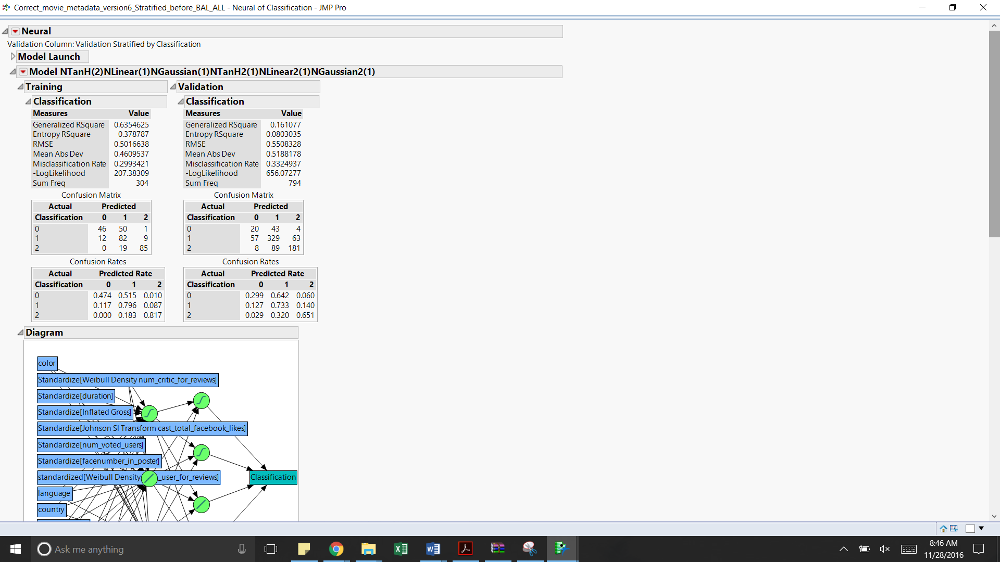 Correct_movie_metadata_version6_Stratified_before_BAL_ALL - Neural of Classification - JMP Pro
Neural
Validation Column: Validation Stratified by Classification
Model Launch
Model NTanH(2)NLinear(1)NGaussian(1)NTanH2(1)NLinear2(1)NGaussian2(1)
Training Validation
Classification Classification
Measures Value Measures Value
Generalized RSquare 0.6354625 Generalized RSquare 0.161077
Entropy RSquare 0.378787 Entropy RSquare 0.0803035
RMSE 0.5016638 RMSE 0.5508328
Mean Abs Dev 0.4609537 Mean Abs Dev 0.5188178
Misclassification Rate 0.2993421 Misclassification Rate 0.3324937
-LogLikelihood 207.38309 -LogLikelihood 656.07277
Sum Freq 304 Sum Freq 794
Confusion Matrix Confusion Matrix
Actual Predicted Actual Predicted
Classification 0 1 2 Classification 0 1 2
0 46 50 1 0 20 43 4
1 12 82 9 1 57 329 63
2 0 19 85 2 8 89 181
Confusion Rates Confusion Rates
Actual Predicted Rate Actual Predicted Rate
Classification 0 1 2 Classification 0 1 2
0 0.474 0.515 0.010 0 0.299 0.642 0.060
1 0.117 0.796 0.087 1 0.127 0.733 0.140
2 0.000 0.183 0.817 2 0.029 0.320 0.651
Diagram
color
Standardize[Weibull Density num_critic_for_reviews]
Standardize[duration]
Standardize[Inflated Gross]
Standardize[Johnson SI Transform cast_total_facebook_likes]
Standardize[num_voted_users]
Standardize[facenumber_in_poster]
standardized[Weibull Density _user_for_reviews]
Classification
language
country
Ask me anything
8:46 AM
11/28/2016